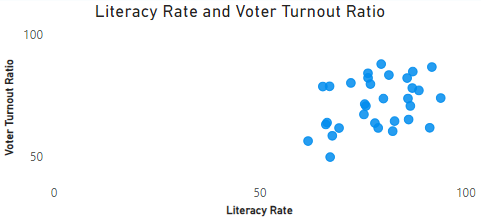 Literacy Rate and Voter Turnout Ratio
100
Voter Turnout Ratio
50
0 50 100
Literacy Rate